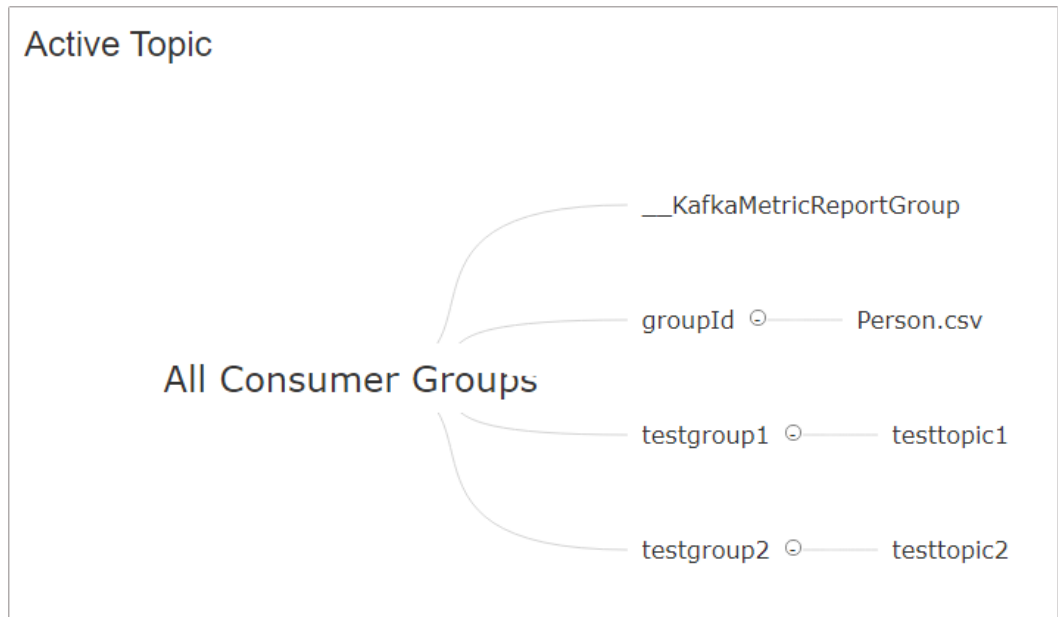 Active Topic
__KafkaMetricReportGroup
groupId Person.csv
All Consumer Groups
testgroup1 testtopic1
testgroup2 testtopic2